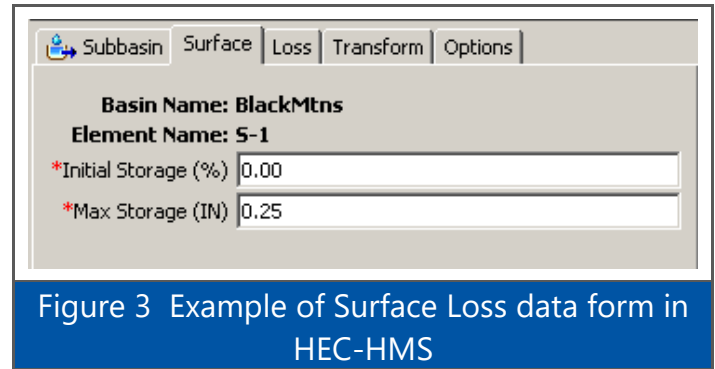 Subbasin Surface Loss Transform Options
Basin Name: BlackMtns
Element Name: S-1
*Initial Storage (%) 0.00
*Max Storage (IN) 0.25
Figure 3 Example of Surface Loss data form in
HEC-HMS